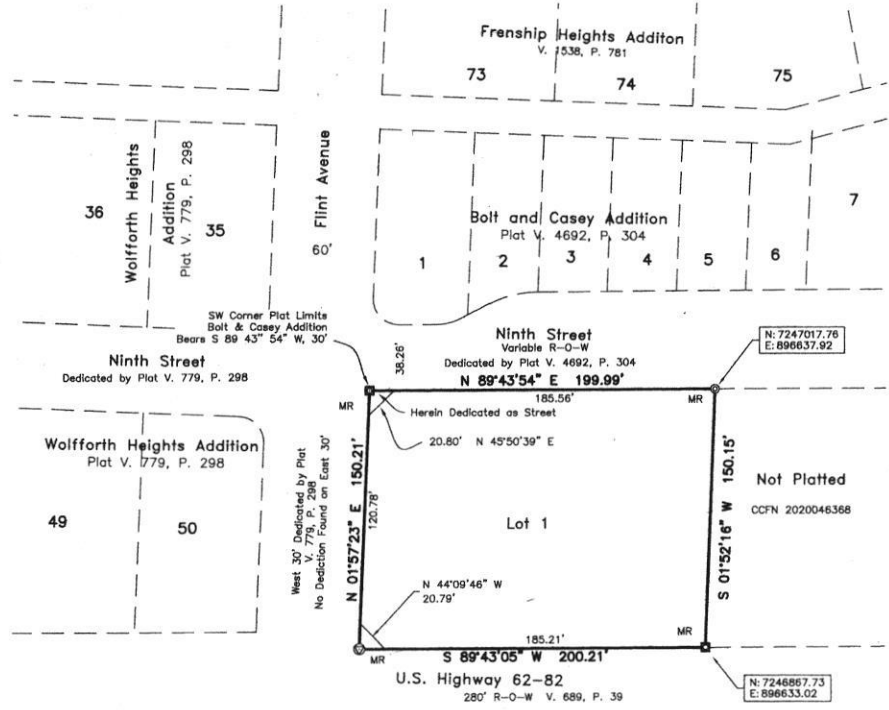 Frenship Heights Additon
V. 1538, P. 781
73
74
75
36
Wolfforth Heights
Addition
Plat V. 779, P. 298
35
Flint Avenue
60'
Bolt and Casey Addition
Plat V. 4692, P. 304
1
2
3
4
5
6
7
SW Corner Plat Limits
Bolt & Casey Addition
Bears S 89 43" 54" W, 30'
Ninth Street
Dedicated by Plat V. 779, P. 298
38.26'
Ninth Street
Variable R-O-W
Dedicated by Plat V. 4692, P. 304
N 89°43'54" E 199.99'
185.56'
N: 7247017.76
E: 896637.92
MR
MR
Herein Dedicated as Street
20.80' N 45°50'39" E
Wolfforth Heights Addition
Plat V. 779, P. 298
49
50
West 30' Dedicated by Plat
V. 779, P. 298
No Dediction Found on East 30'
N 01°57'23" E 150.21'
120.78'
Lot 1
S 01°52'16" W 150.15'
Not Platted
CCFN 2020046368
N 44°09'46" W
20.79'
185.21'
MR
MR
S 89°43'05" W 200.21'
U.S. Highway 62-82
280' R-O-W V. 689, P. 39
N: 7246867.73
E: 896633.02